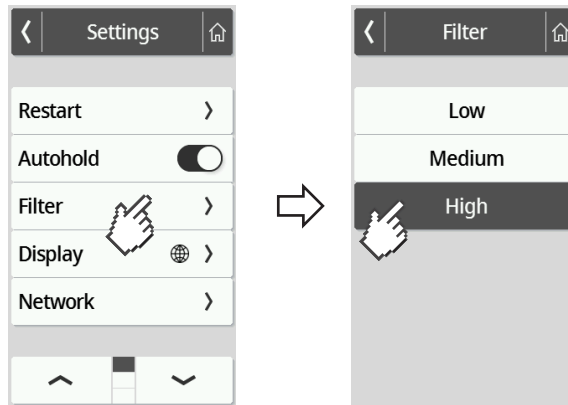 Settings
Restart
Autohold
Filter
Display
Network
Filter
Low
Medium
High